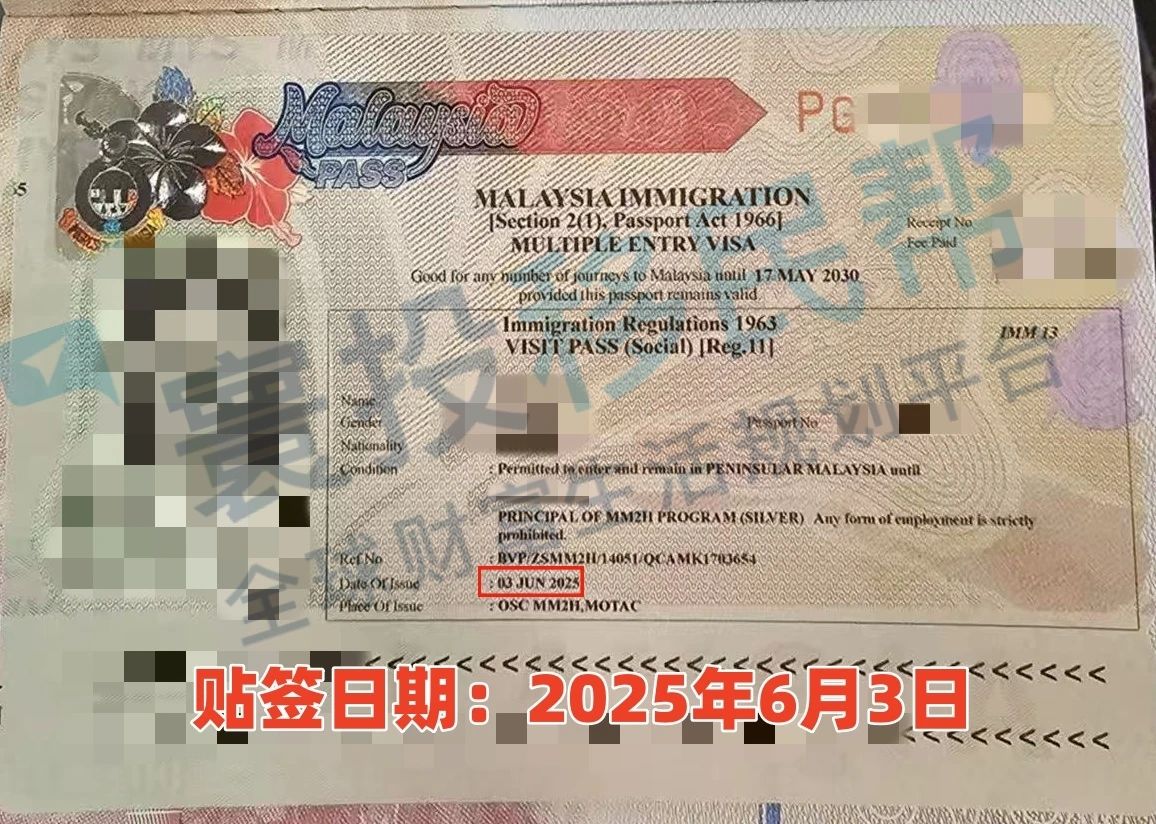 Malaysia
PASS
PG
MALAYSIA IMMIGRATION
[Section 2(1), Passport Act 1966]
MULTIPLE ENTRY VISA
Receipt No
Fee Paid
Good for any number of journeys to Malaysia until 17 MAY 2030
provided this passport remains valid
Immigration Regulations 1963
VISIT PASS (Social) [Reg.11]
IMM 13
Name
Gender
Passport No
Nationality
Condition : Permitted to enter and remain in PENINSULAR MALAYSIA until
PRINCIPAL OF MM2H PROGRAM (SILVER) Any form of employment is strictly
prohibited.
Ref No : BVP/ZSMM2H/14051/QCAMK1703654
Date Of Issue : 03 JUN 2025
Place Of Issue : OSC MM2H,MOTAC
寰投移民帮
全球财富生活规划平台
<<<<<<<<<<<<<<<<<<<<<<<<<<<<<<<<
贴签日期：2025年6月3日
<<<<<<<<<<